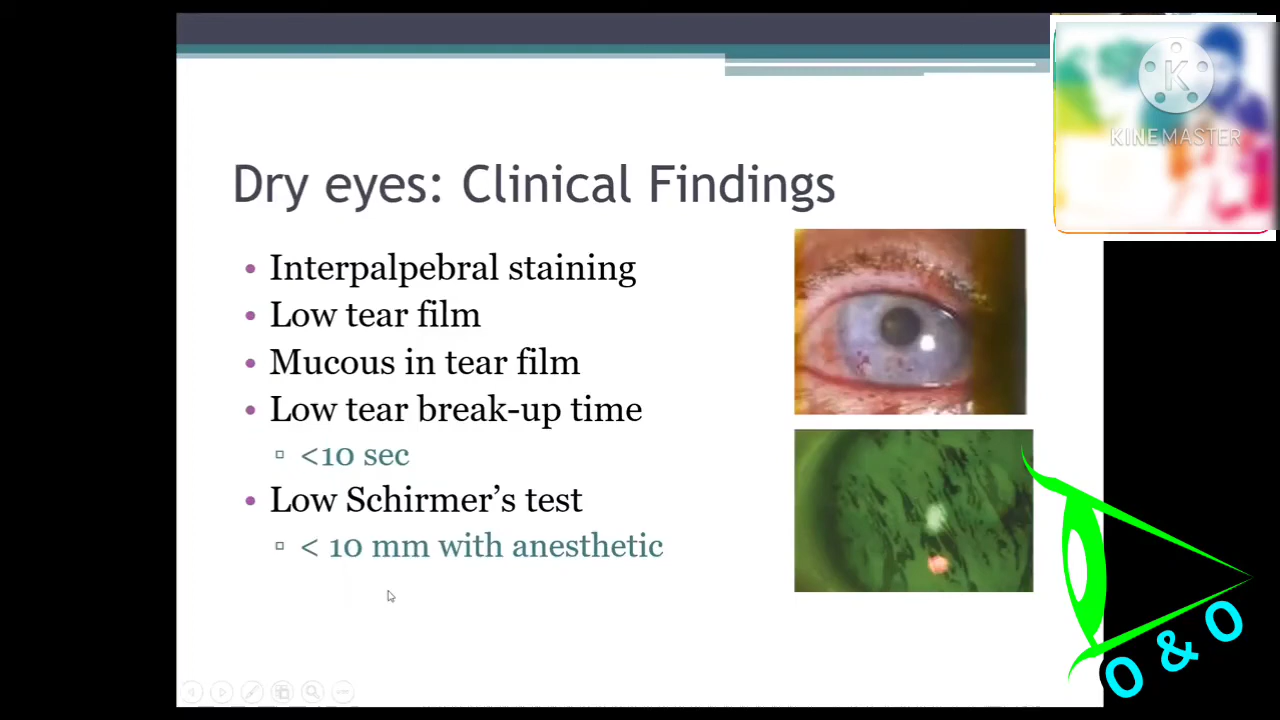 K
KINEMASTER
Dry eyes: Clinical Findings
• Interpalpebral staining
• Low tear film
• Mucous in tear film
• Low tear break-up time
▫ <10 sec
• Low Schirmer's test
▫ < 10 mm with anesthetic
O & O